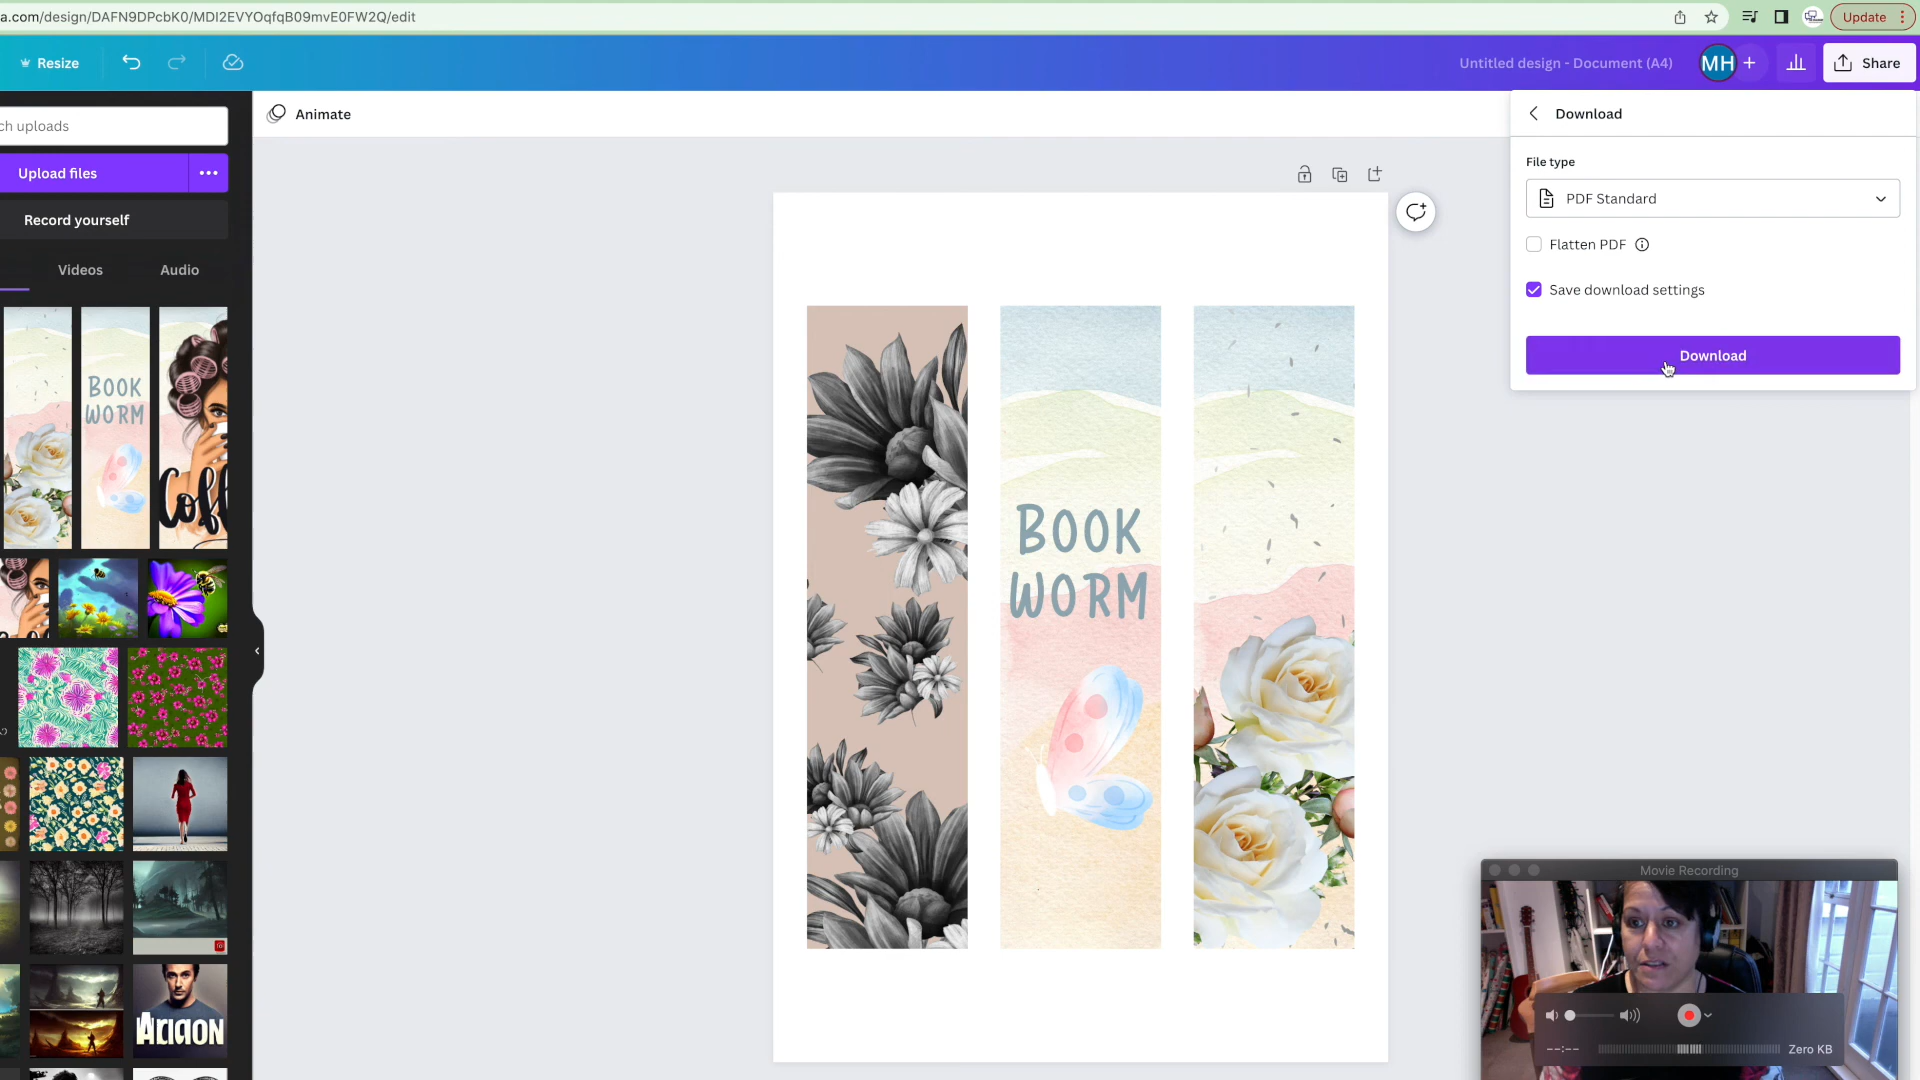 a.com/design/DAFN9DPcbK0/MDI2EVYOqfqB09mvE0FW2Q/edit
Update
Resize
Untitled design - Document (A4)
MH
Share
ch uploads
Animate
Download
Upload files
File type
PDF Standard
Record yourself
Flatten PDF
Videos
Audio
Save download settings
Download
BOOK
WORM
BOOK
WORM
Movie Recording
Zero KB